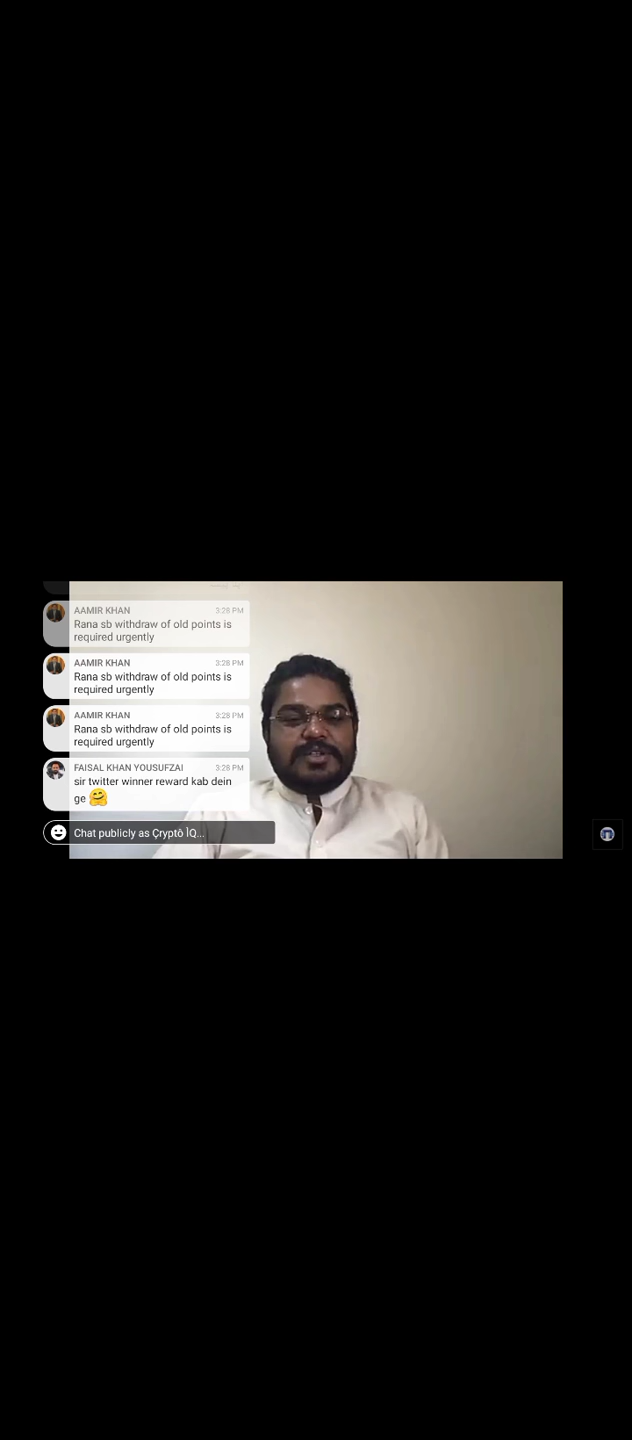 AAMIR KHAN 3:28 PM
Rana sb withdraw of old points is
required urgently
AAMIR KHAN 3:28 PM
Rana sb withdraw of old points is
required urgently
AAMIR KHAN 3:28 PM
Rana sb withdraw of old points is
required urgently
FAISAL KHAN YOUSUFZAI 3:28 PM
sir twitter winner reward kab dein
ge 🤗
Chat publicly as Çryptò ÌQ...